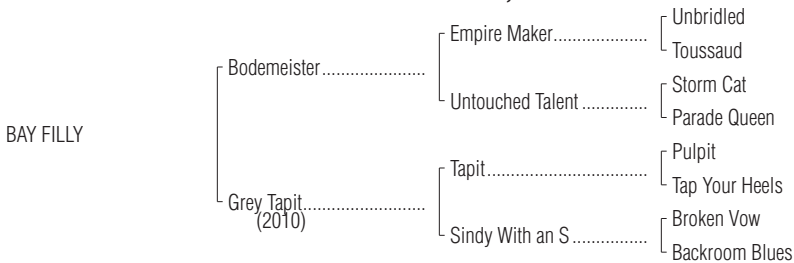 Unbridled
Empire Maker....................
Toussaud
Bodemeister......................
Storm Cat
Untouched Talent ..............
Parade Queen
BAY FILLY
Pulpit
Tapit..................................
Tap Your Heels
Grey Tapit..........................
(2010)
Broken Vow
Sindy With an S ................
Backroom Blues